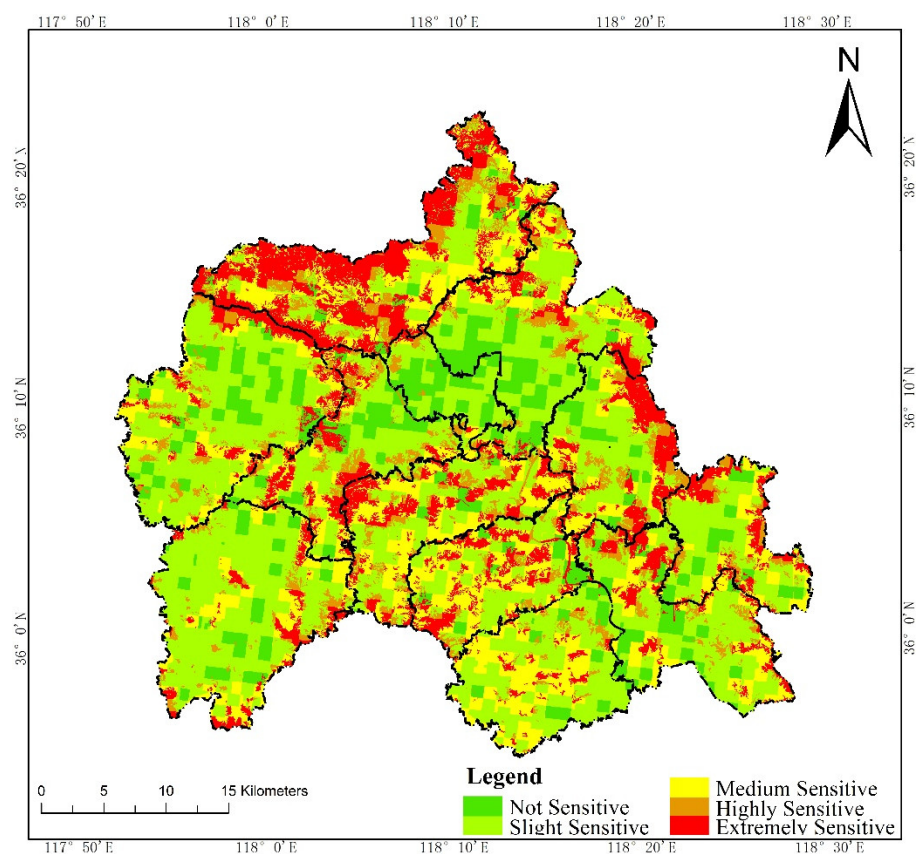 117° 50′ E 118° 0′ E 118° 10′ E 118° 20′ E 118° 30′ E
N
36° 20′ N 36° 20′ N
36° 10′ N 36° 10′ N
36° 0′ N 36° 0′ N
Legend
Not Sensitive
Slight Sensitive
Medium Sensitive
Highly Sensitive
Extremely Sensitive
0 5 10 15 Kilometers
117° 50′ E 118° 0′ E 118° 10′ E 118° 20′ E 118° 30′ E